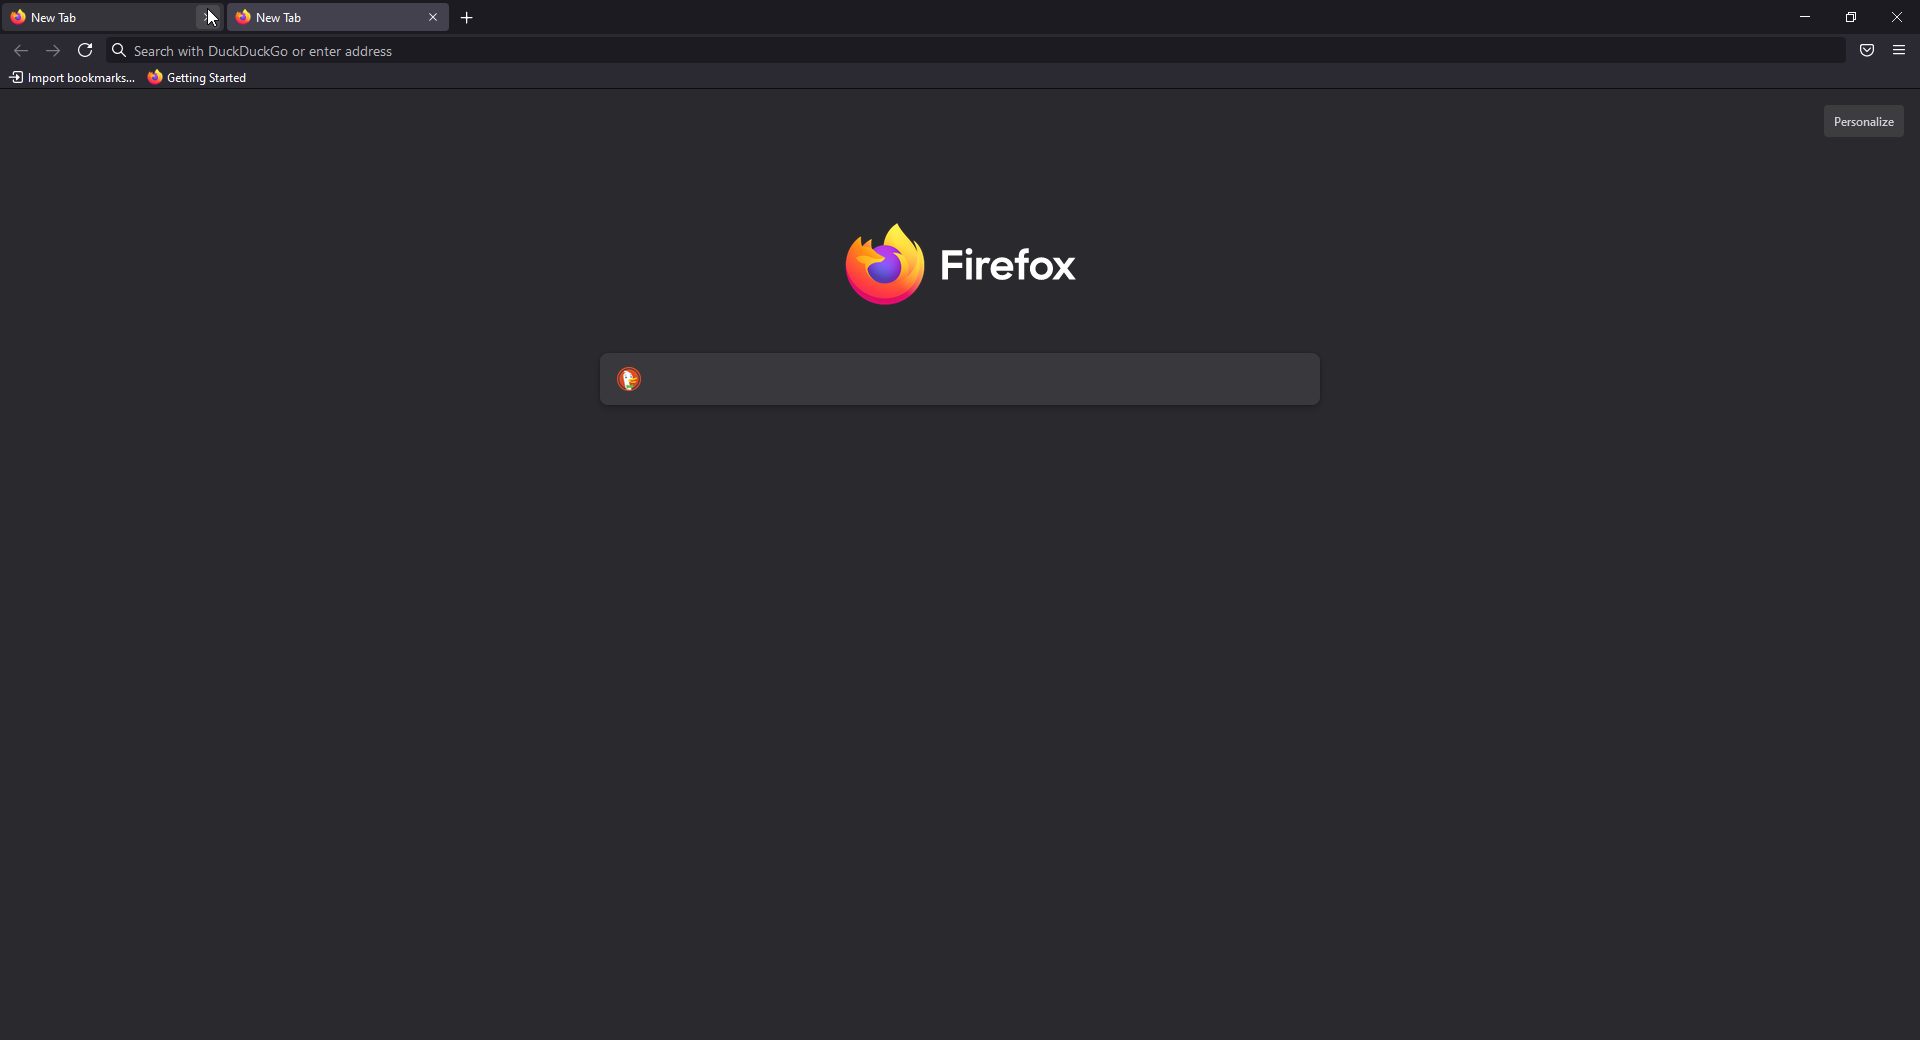 New Tab
New Tab
Search with DuckDuckGo or enter address
Import bookmarks...
Getting Started
Personalize
Firefox